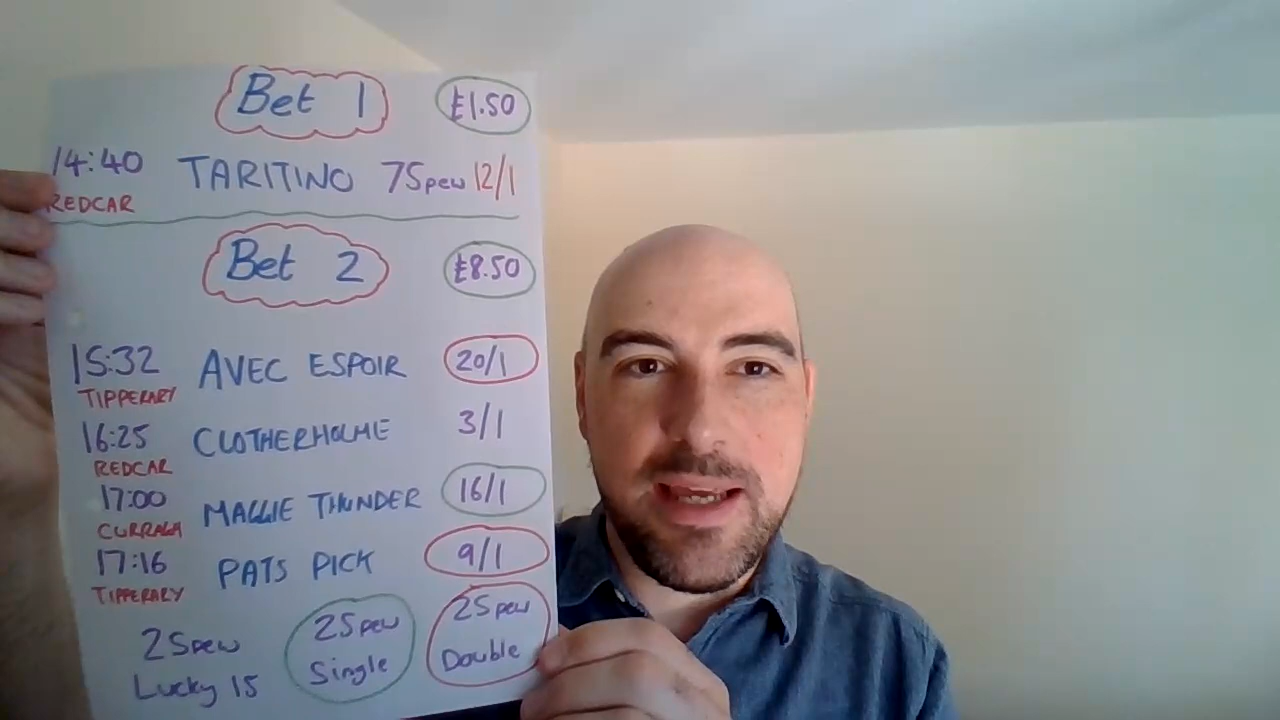 Bet 1 £1.50
14:40 TARITINO 75pew 12/1
REDCAR
Bet 2 £8.50
15:32 AVEC ESPOIR 20/1
TIPPERARY
16:25 CLOTHERHOLME 3/1
REDCAR
17:00 MAGGIE THUNDER 16/1
CURRAGH
17:16 PATS PICK 9/1
TIPPERARY
25pew 25pew 25pew
Lucky 15 Single Double